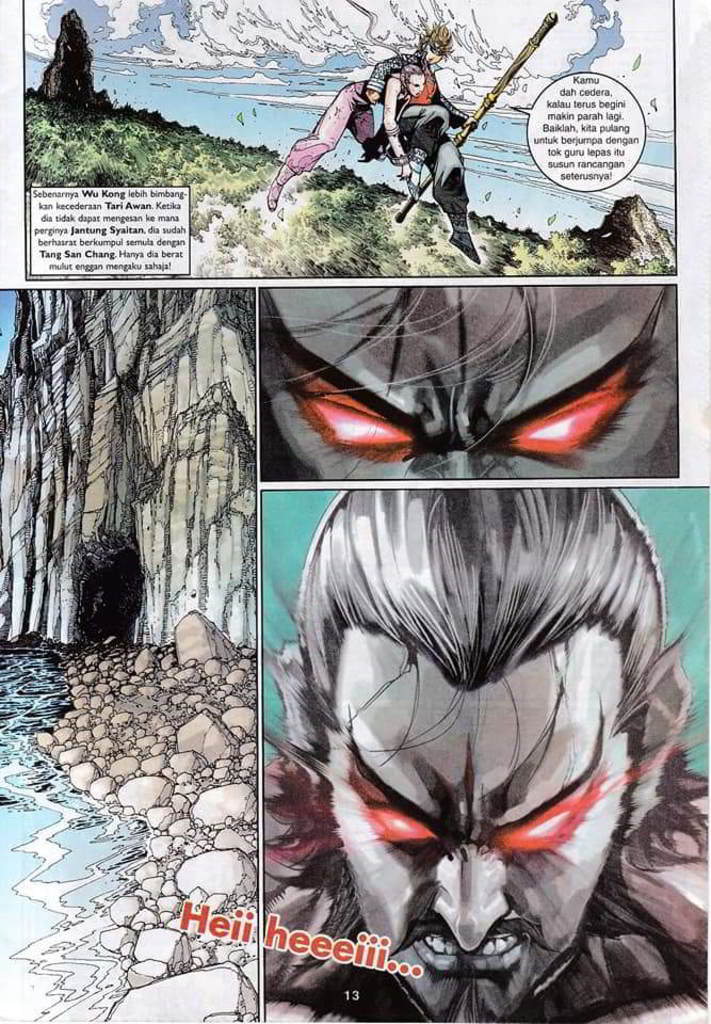 Kamu
dah cedera,
kalau terus begini
makin parah lagi.
Baiklah, kita pulang
untuk berjumpa dengan
tok guru lepas itu
susun rancangan
seterusnya!
Sebenarnya Wu Kong lebih bimbang-
kan kecederaan Tari Awan. Ketika
dia tidak dapat mengesan ke mana
perginya Jantung Syaitan, dia sudah
berhasrat berkumpul semula dengan
Tang San Chang. Hanya dia berat
mulut enggan mengaku sahaja!
Heii heeeiii...
13